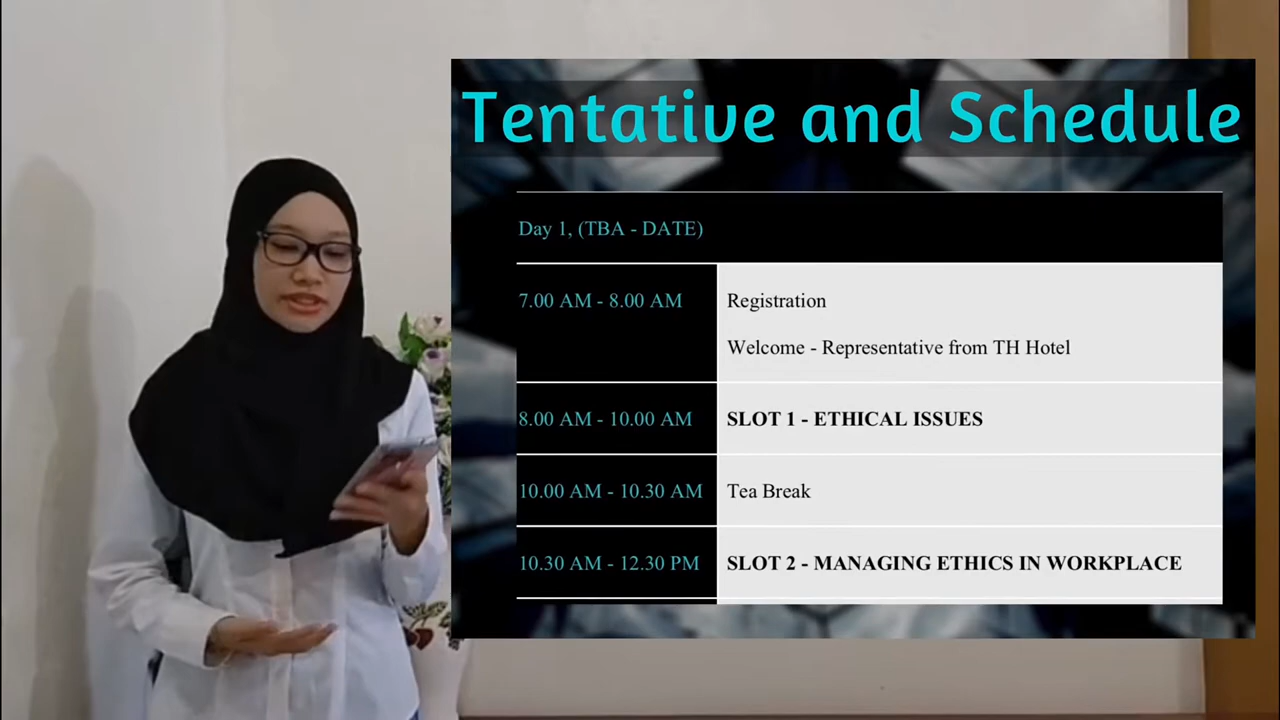 Tentative and Schedule
Day 1, (TBA - DATE)
7.00 AM - 8.00 AM
Registration
Welcome - Representative from TH Hotel
8.00 AM - 10.00 AM
SLOT 1 - ETHICAL ISSUES
10.00 AM - 10.30 AM
Tea Break
10.30 AM - 12.30 PM
SLOT 2 - MANAGING ETHICS IN WORKPLACE